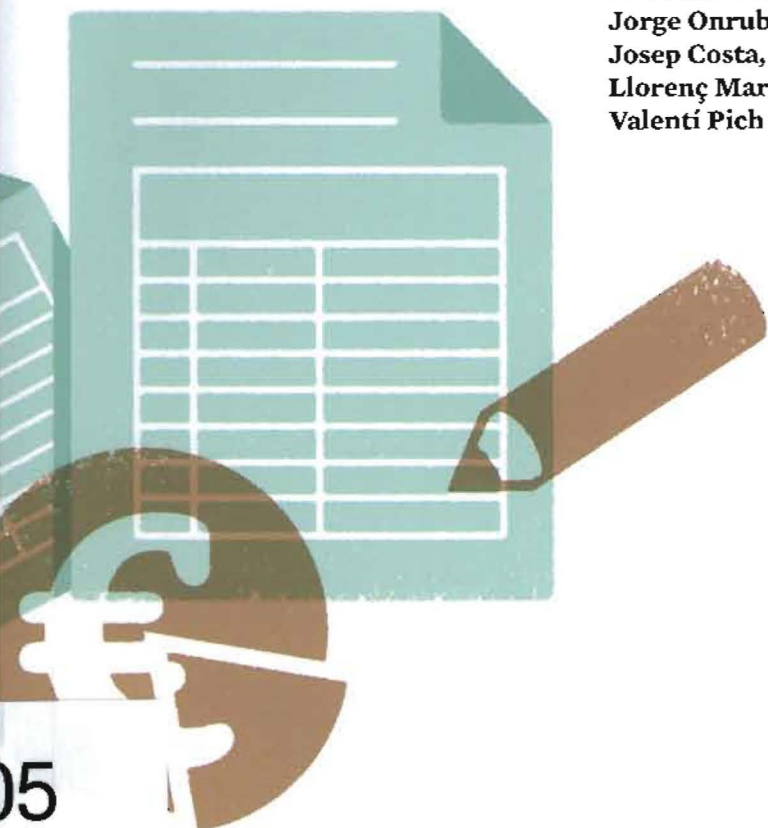 Jorge Onrub
Josep Costa,
Llorenç Mar
Valentí Pich
€
05